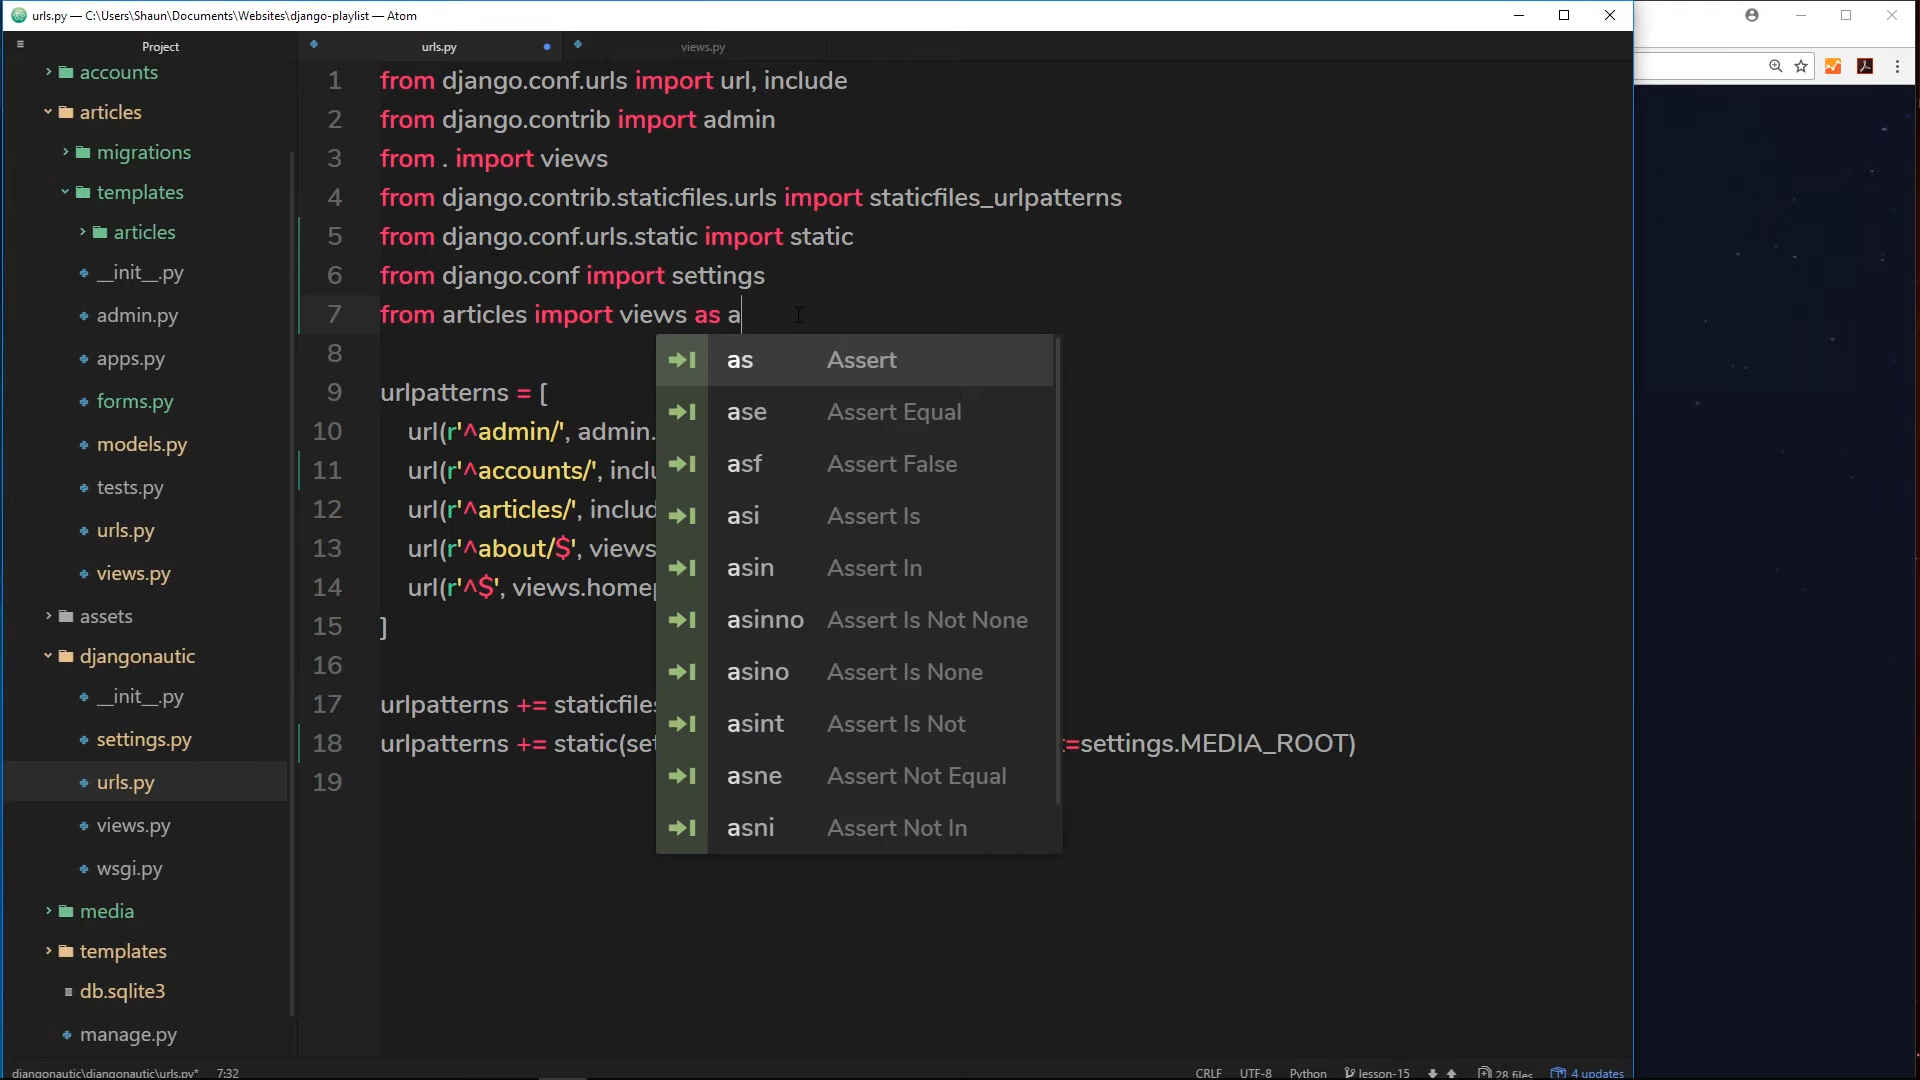 urls.py — C:\Users\Shaun\Documents\Websites\django-playlist — Atom
Project
urls.py
views.py
accounts
articles
migrations
templates
articles
__init__.py
admin.py
apps.py
forms.py
models.py
tests.py
urls.py
views.py
assets
djangonautic
__init__.py
settings.py
urls.py
views.py
wsgi.py
media
templates
db.sqlite3
manage.py
1 from django.conf.urls import url, include
2 from django.contrib import admin
3 from . import views
4 from django.contrib.staticfiles.urls import staticfiles_urlpatterns
5 from django.conf.urls.static import static
6 from django.conf import settings
7 from articles import views as a
8
9 urlpatterns = [
10 url(r'^admin/', admin.
11 url(r'^accounts/', inclu
12 url(r'^articles/', includ
13 url(r'^about/$', views
14 url(r'^$', views.homep
15 ]
16
17 urlpatterns += staticfiles
18 urlpatterns += static(set =settings.MEDIA_ROOT)
19
as Assert
ase Assert Equal
asf Assert False
asi Assert Is
asin Assert In
asinno Assert Is Not None
asino Assert Is None
asint Assert Is Not
asne Assert Not Equal
asni Assert Not In
djangonautic\djangonautic\urls.py* 7:32
CRLF UTF-8 Python lesson-15 28 files 4 updates